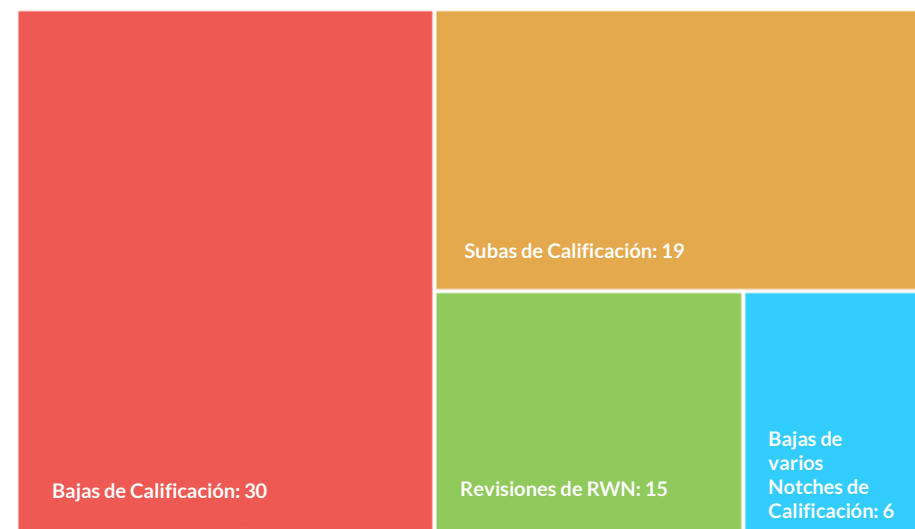 Subas de Calificación: 19
Bajas de Calificación: 30
Revisiones de RWN: 15
Bajas de
varios
Notches de
Calificación: 6